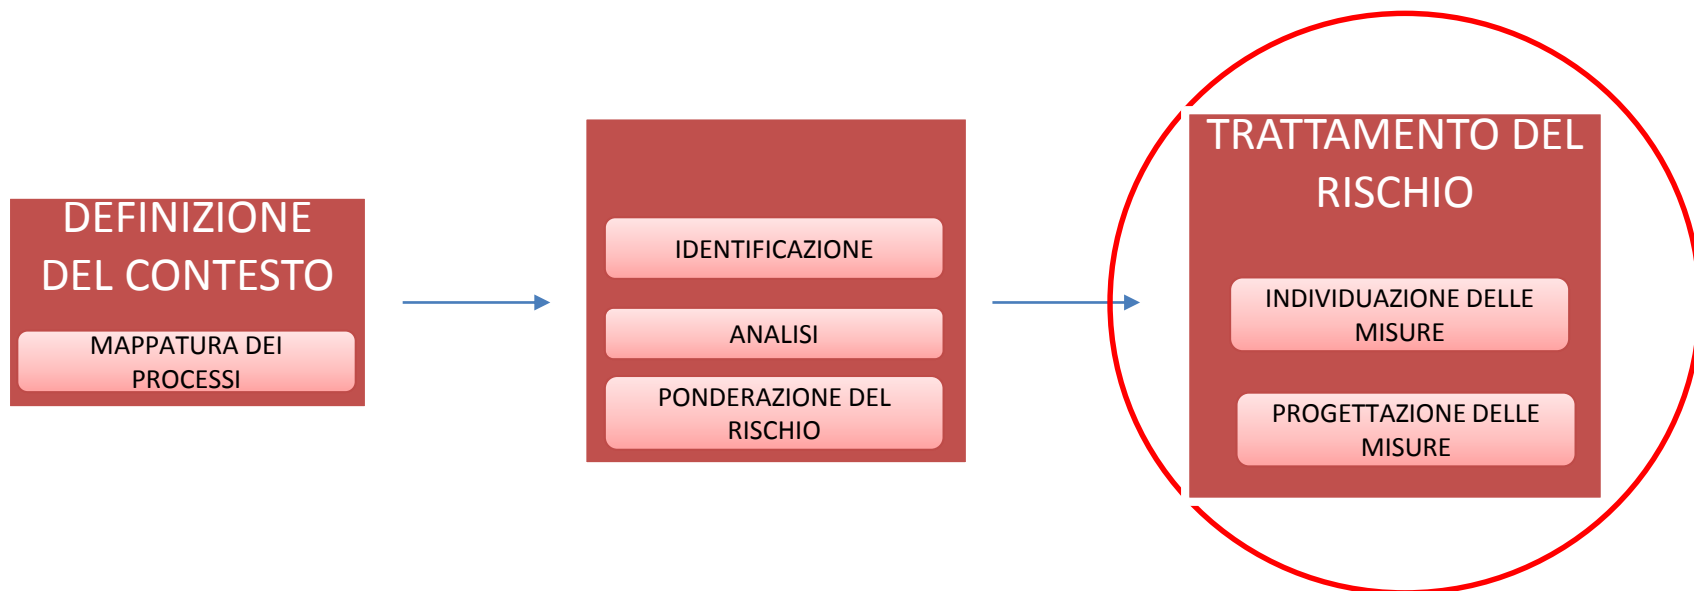 DEFINIZIONE
DEL CONTESTO
MAPPATURA DEI
PROCESSI
IDENTIFICAZIONE
ANALISI
PONDERAZIONE DEL
RISCHIO
TRATTAMENTO DEL
RISCHIO
INDIVIDUAZIONE DELLE
MISURE
PROGETTAZIONE DELLE
MISURE